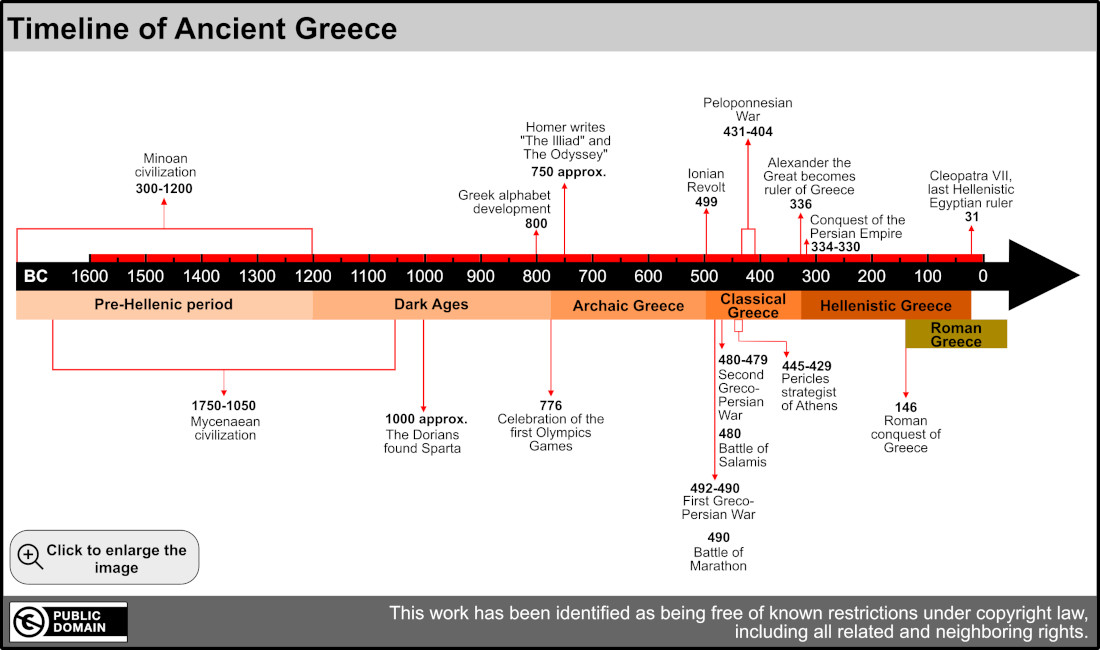 Timeline of Ancient Greece
Minoan
civilization
300-1200
Greek alphabet
development
800
Homer writes
"The Illiad" and
The Odyssey"
750 approx.
Ionian
Revolt
499
Peloponnesian
War
431-404
Alexander the
Great becomes
ruler of Greece
336
Conquest of the
Persian Empire
334-330
Cleopatra VII,
last Hellenistic
Egyptian ruler
31
BC 1600 1500 1400 1300 1200 1100 1000 900 800 700 600 500 400 300 200 100 0
Pre-Hellenic period
Dark Ages
Archaic Greece
Classical
Greece
Hellenistic Greece
Roman
Greece
1750-1050
Mycenaean
civilization
1000 approx.
The Dorians
found Sparta
776
Celebration of the
first Olympics
Games
480-479
Second
Greco-
Persian
War
480
Battle of
Salamis
492-490
First Greco-
Persian War
490
Battle of
Marathon
445-429
Pericles
strategist
of Athens
146
Roman
conquest of
Greece
Click to enlarge the
image
PUBLIC
DOMAIN
This work has been identified as being free of known restrictions under copyright law,
including all related and neighboring rights.